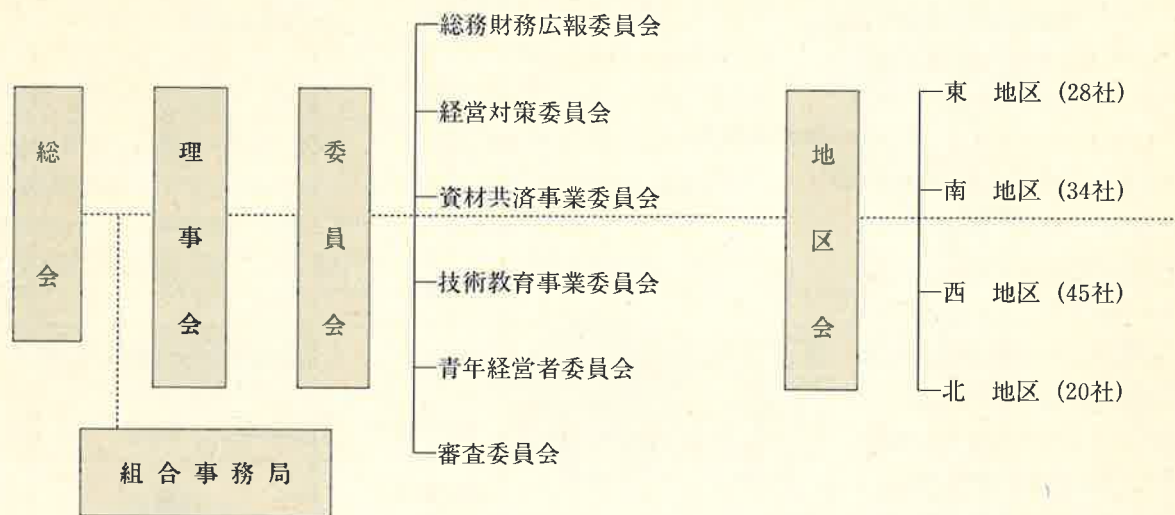 総会
理事会
委員会
総務財務広報委員会
経営対策委員会
資材共済事業委員会
技術教育事業委員会
青年経営者委員会
審査委員会
地区会
東 地区 (28社)
南 地区 (34社)
西 地区 (45社)
北 地区 (20社)
組合事務局